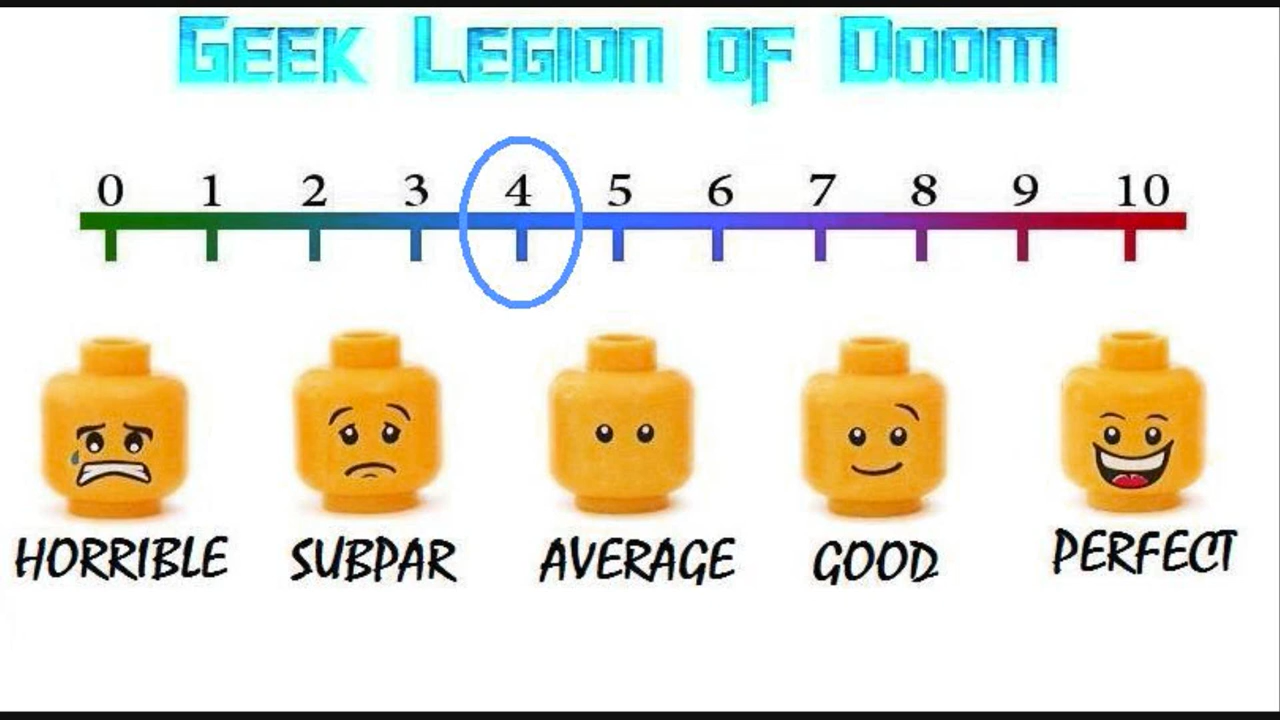 GEEK LEGION OF DOOM
0 1 2 3 4 5 6 7 8 9 10
HORRIBLE SUBPAR AVERAGE GOOD PERFECT